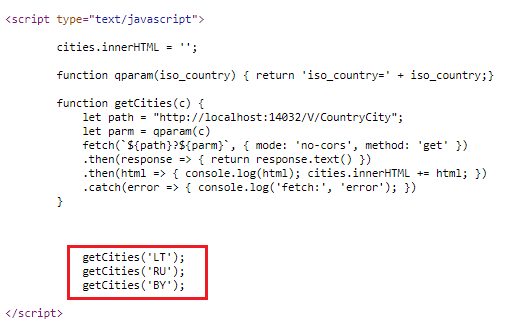 <script type="text/javascript">
cities.innerHTML = '';
function qparam(iso_country) { return 'iso_country=' + iso_country;}
function getCities(c) {
let path = "http://localhost:14032/V/CountryCity";
let parm = qparam(c)
fetch(`${path}?${parm}`, { mode: 'no-cors', method: 'get' })
.then(response => { return response.text() })
.then(html => { console.log(html); cities.innerHTML += html; })
.catch(error => { console.log('fetch:', 'error'); })
}
getCities('LT');
getCities('RU');
getCities('BY');
</script>